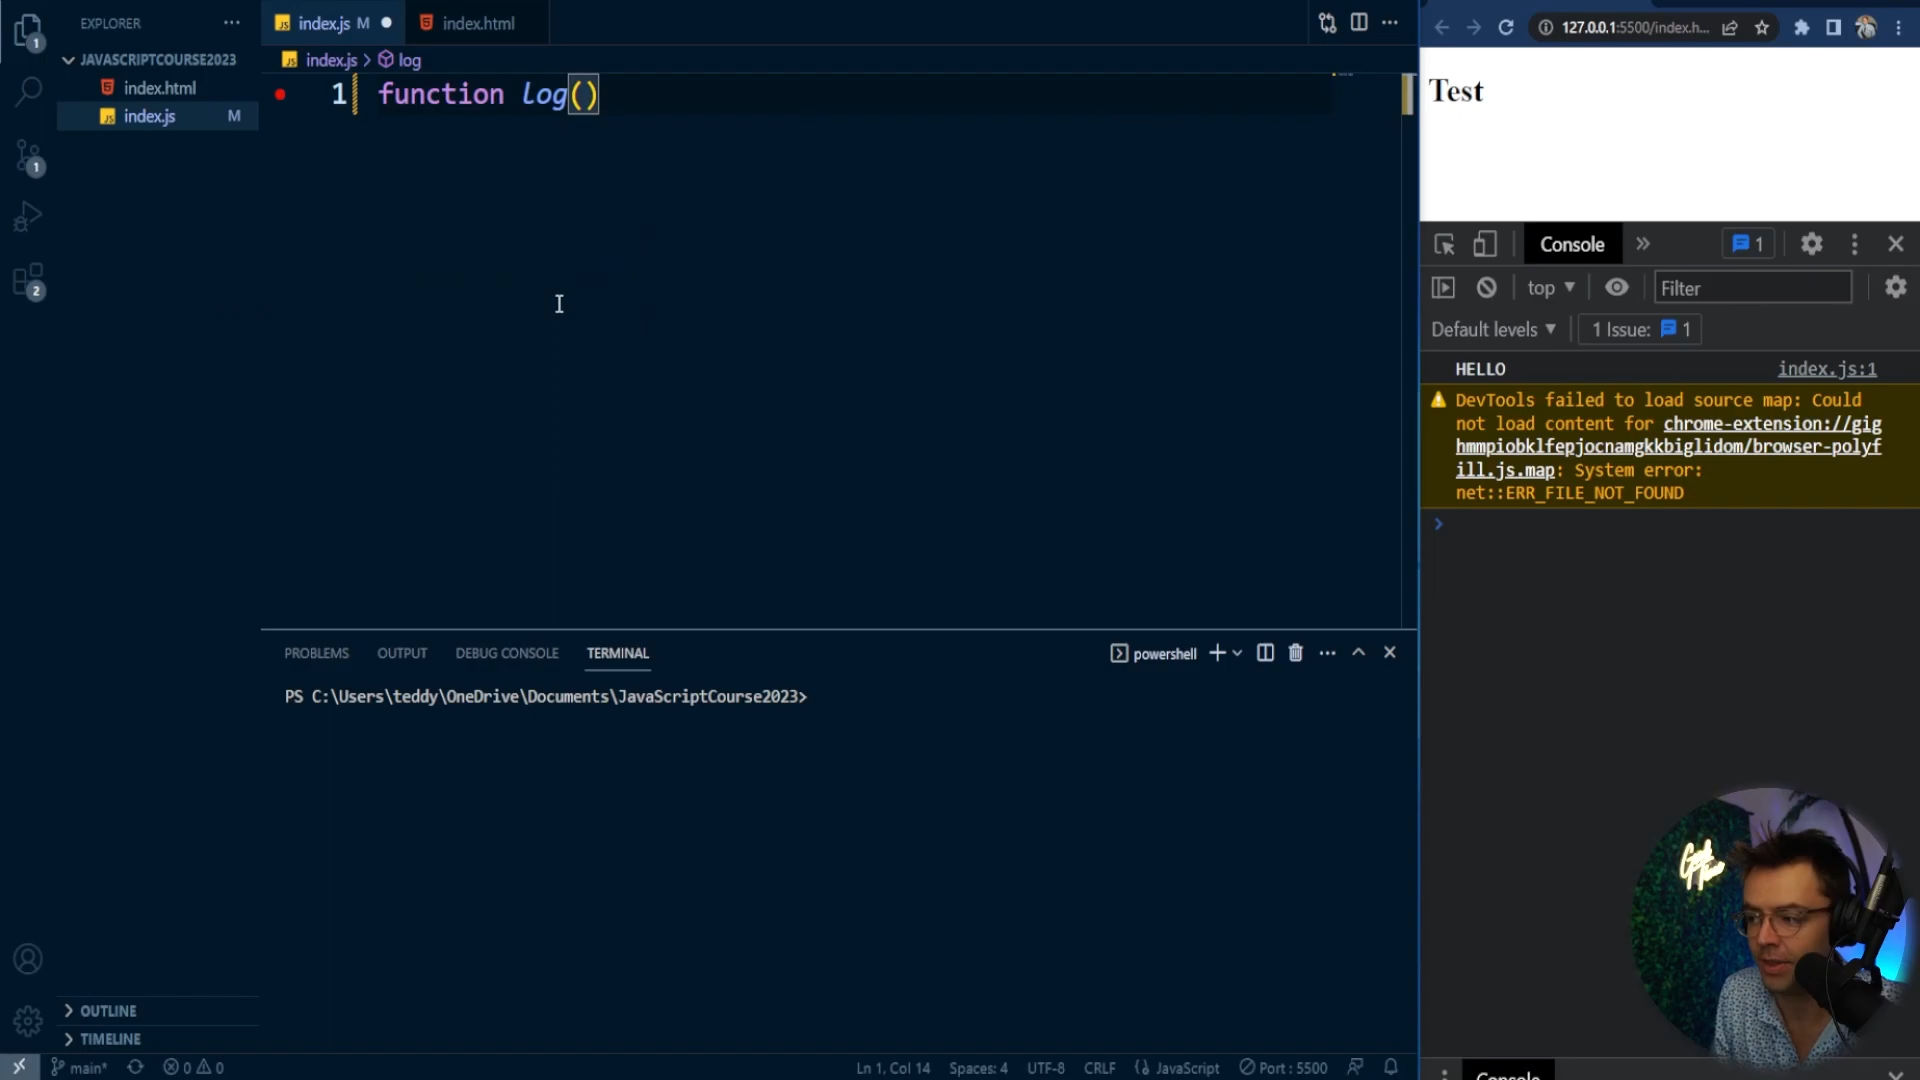 EXPLORER
index.js M
index.html
127.0.0.1:5500/index.h...
JAVASCRIPTCOURSE2023
index.js > log
1
index.html
1 function log()
Test
index.js M
1
Console
1
top
Filter
2
Default levels
1 Issue: 1
HELLO index.js:1
DevTools failed to load source map: Could
not load content for chrome-extension://gig
hmmpiobklfepjocnamgkkbiglidom/browser-polyf
ill.js.map: System error:
net::ERR_FILE_NOT_FOUND
PROBLEMS OUTPUT DEBUG CONSOLE TERMINAL
powershell
PS C:\Users\teddy\OneDrive\Documents\JavaScriptCourse2023>
OUTLINE
TIMELINE
main* 0 0
Ln 1, Col 14 Spaces: 4 UTF-8 CRLF JavaScript Port : 5500
Console